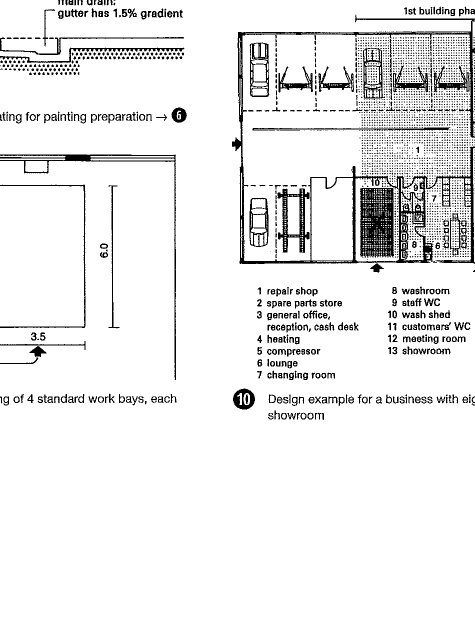 main drain:
gutter has 1.5% gradient
ating for painting preparation → 6
6.0
3.5
ng of 4 standard work bays, each
1st building pha
1
10
9
7
8
6
1 repair shop
2 spare parts store
3 general office,
reception, cash desk
4 heating
5 compressor
6 lounge
7 changing room
8 washroom
9 staff WC
10 wash shed
11 customers' WC
12 meeting room
13 showroom
10 Design example for a business with eig
showroom